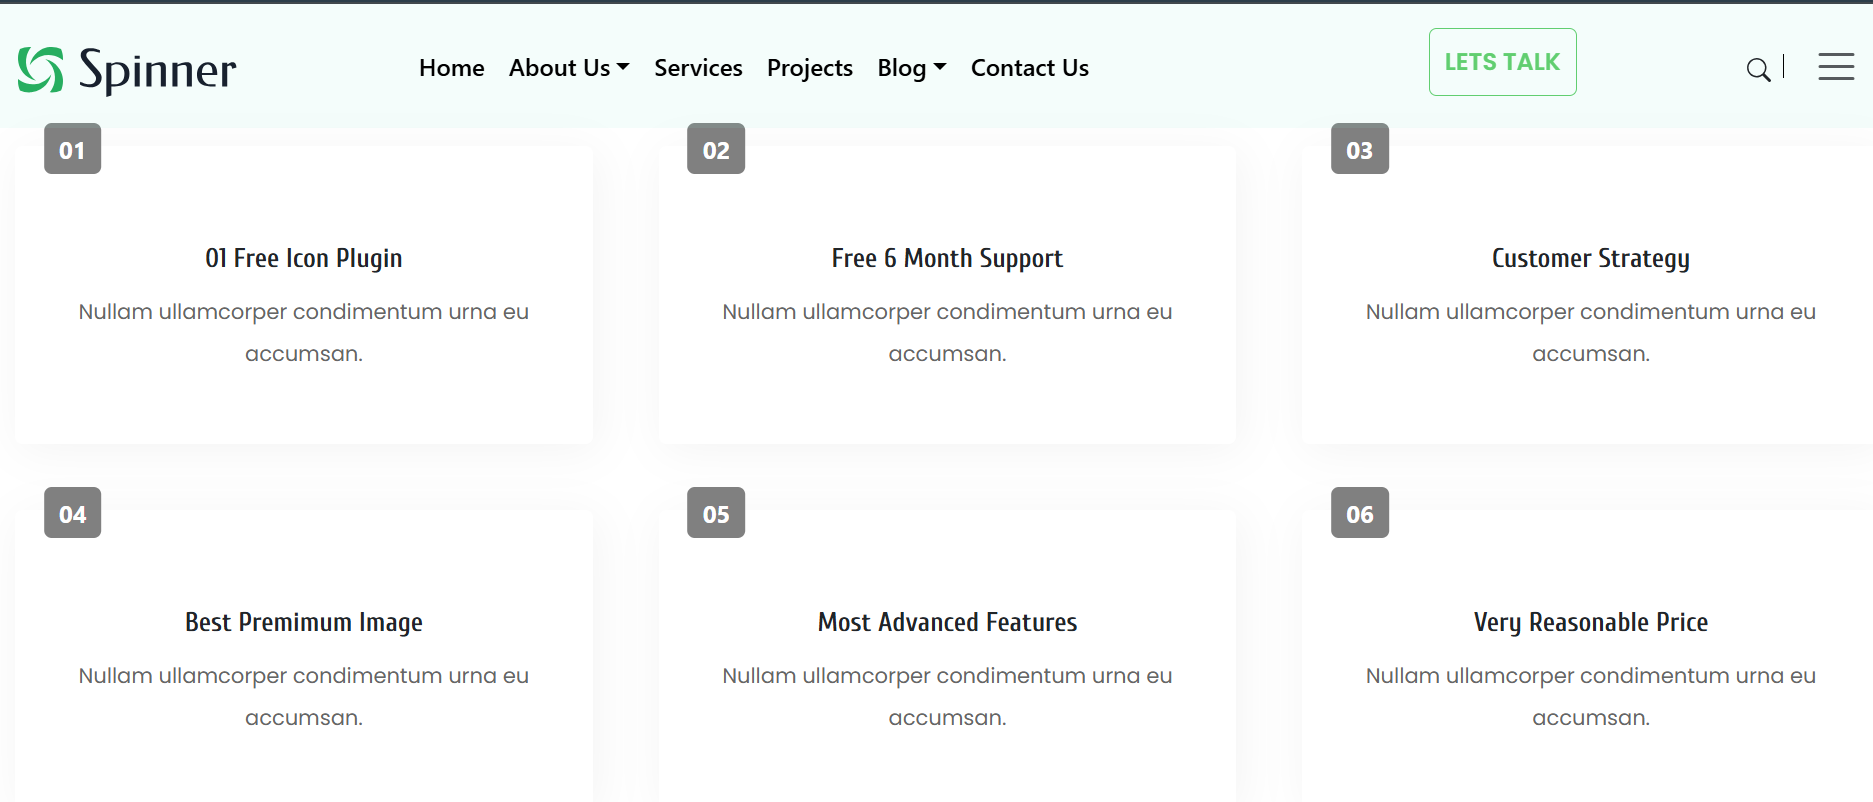 Spinner
Home About Us Services Projects Blog Contact Us
LETS TALK
01
02
03
01 Free Icon Plugin
Nullam ullamcorper condimentum urna eu
accumsan.
Free 6 Month Support
Nullam ullamcorper condimentum urna eu
accumsan.
Customer Strategy
Nullam ullamcorper condimentum urna eu
accumsan.
04
05
06
Best Premimum Image
Nullam ullamcorper condimentum urna eu
accumsan.
Most Advanced Features
Nullam ullamcorper condimentum urna eu
accumsan.
Very Reasonable Price
Nullam ullamcorper condimentum urna eu
accumsan.